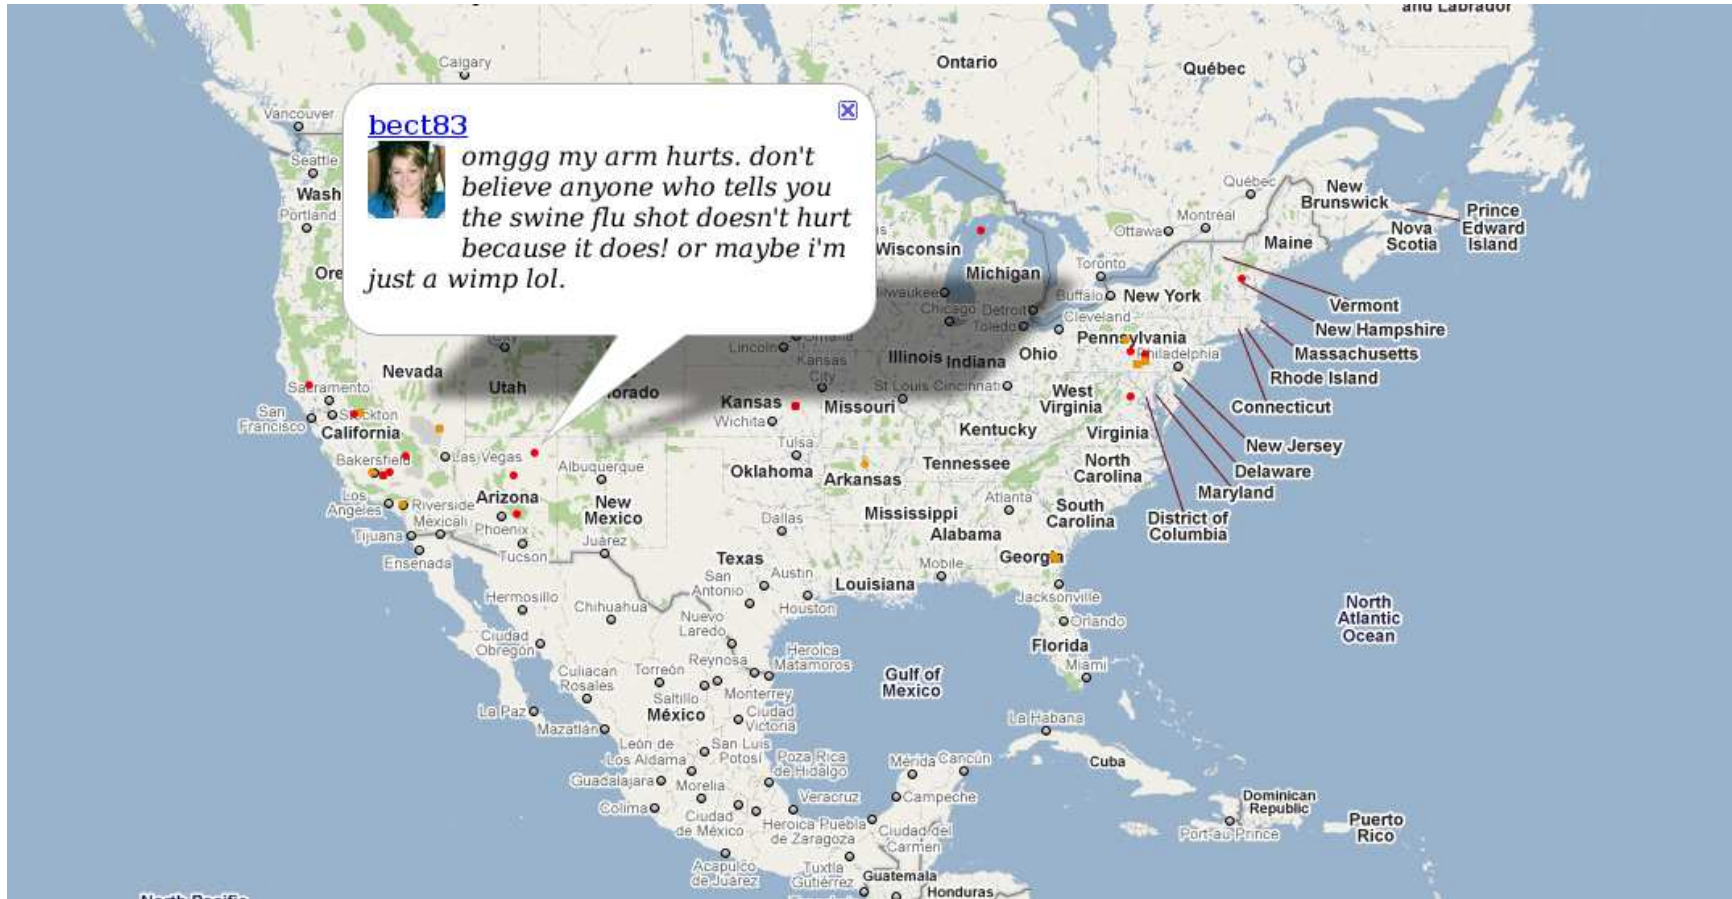 and Labrador
Calgary
Ontario
Québec
Vancouver
bect83
omggg my arm hurts. don't
believe anyone who tells you
the swine flu shot doesn't hurt
because it does! or maybe i'm
just a wimp lol.
Seattle
Wash
Portland
Ore
Québec
New
Brunswick
Prince
Edward
Island
Montréal
Ottawa
Nova
Scotia
Maine
Wisconsin
Michigan
Toronto
Buffalo
New York
Vermont
Chicago
Detroit
Toledo
Cleveland
New Hampshire
Pennsylvania
Philadelphia
Massachusetts
Lincoln
Kansas
City
Illinois
Indiana
Ohio
Rhode Island
Nevada
Utah
Sacramento
St Louis
Cincinnati
West
Virginia
Connecticut
San
Francisco
Stockton
California
Kansas
Missouri
Wichita
Kentucky
Virginia
New Jersey
Bakersfield
Las Vegas
Albuquerque
Tulsa
Oklahoma
Arkansas
Tennessee
North
Carolina
Delaware
Maryland
Los
Angeles
Riverside
Arizona
New
Mexico
Atlanta
South
Carolina
Mexicali
Phoenix
Dallas
Mississippi
District of
Columbia
Tijuana
Tucson
Juárez
Alabama
Ensenada
Texas
Georgia
San
Antonio
Austin
Mobile
Louisiana
Houston
Jacksonville
Hermosillo
Chihuahua
Nuevo
Laredo
Orlando
North
Atlantic
Ocean
Ciudad
Obregón
Florida
Reynosa
Heroica
Matamoros
Miami
Culiacan
Rosales
Torreón
Saltillo
Monterrey
Gulf of
Mexico
La Paz
México
Ciudad
Victoria
La Habana
Mazatlán
León de
Los Aldama
San Luis
Potosí
Poza Rica
de Hidalgo
Mérida
Cancún
Cuba
Guadalajara
Morelia
Veracruz
Campeche
Dominican
Republic
Colima
Ciudad
de México
Heroica Puebla
de Zaragoza
Ciudad del
Carmen
Port-au-Prince
Puerto
Rico
Acapulco
de Juárez
Tuxtla
Gutiérrez
Guatemala
Honduras